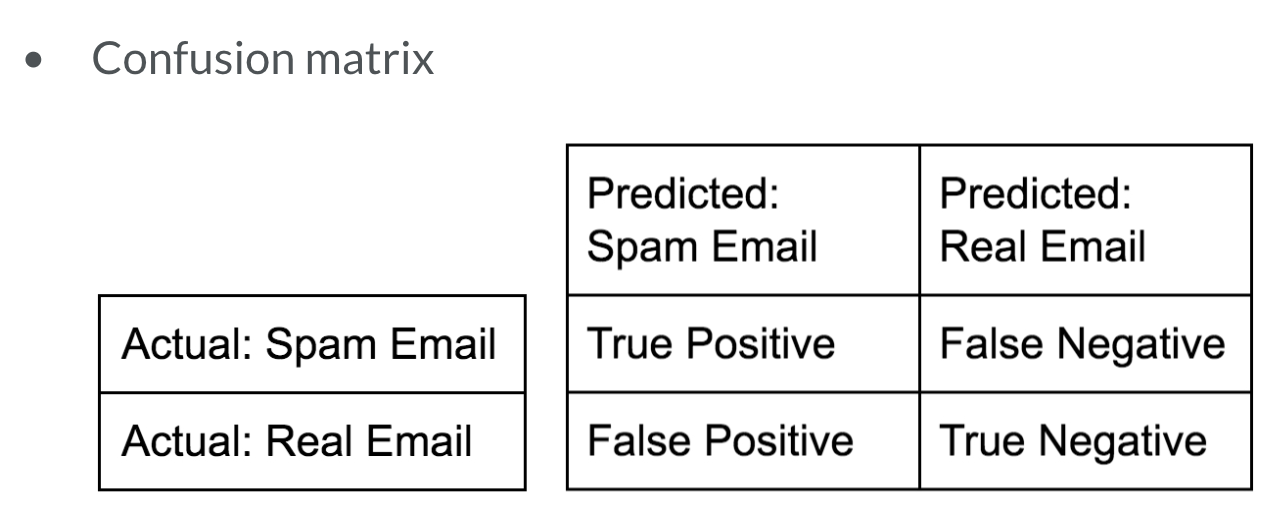 • Confusion matrix
Predicted:
Spam Email
Predicted:
Real Email
Actual: Spam Email
True Positive
False Negative
Actual: Real Email
False Positive
True Negative